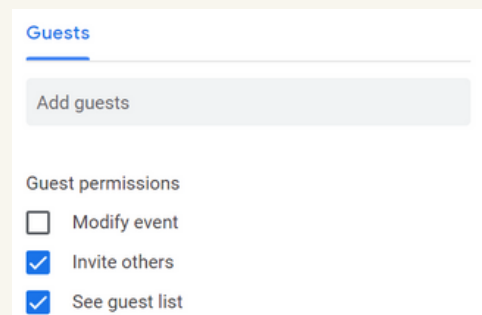 Guests
Add guests
Guest permissions
Modify event
Invite others
See guest list